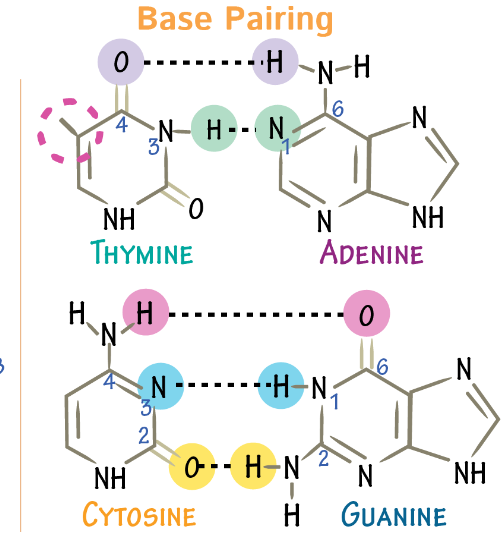 Base Pairing
O H N H
4 6
3 N H N 1 N
O
NH N NH
THYMINE ADENINE
H H O
N
4 6 N
3 N H N 1
2
O H N 2 N NH
NH
H
CYTOSINE GUANINE